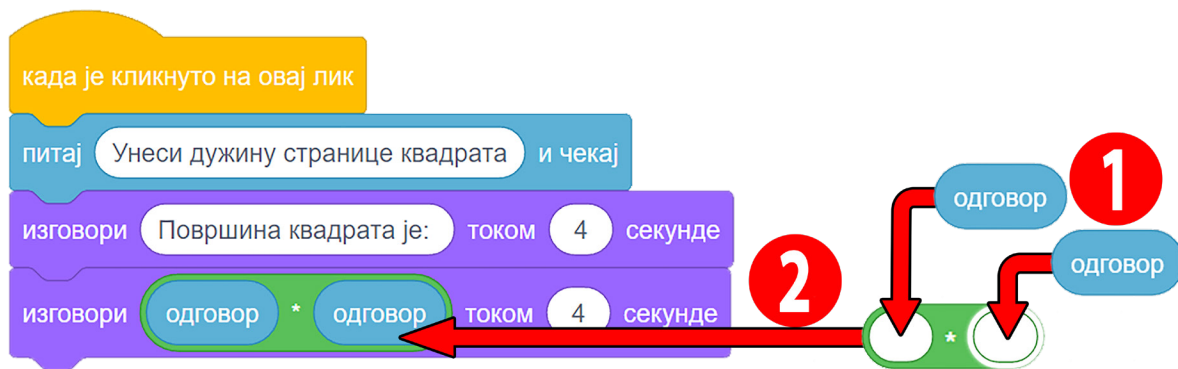 када је кликнуто на овај лик
питај Унеси дужину странице квадрата и чекај
изговори Површина квадрата је: током 4 секунде
изговори одговор * одговор током 4 секунде
2
одговор 1
одговор
*